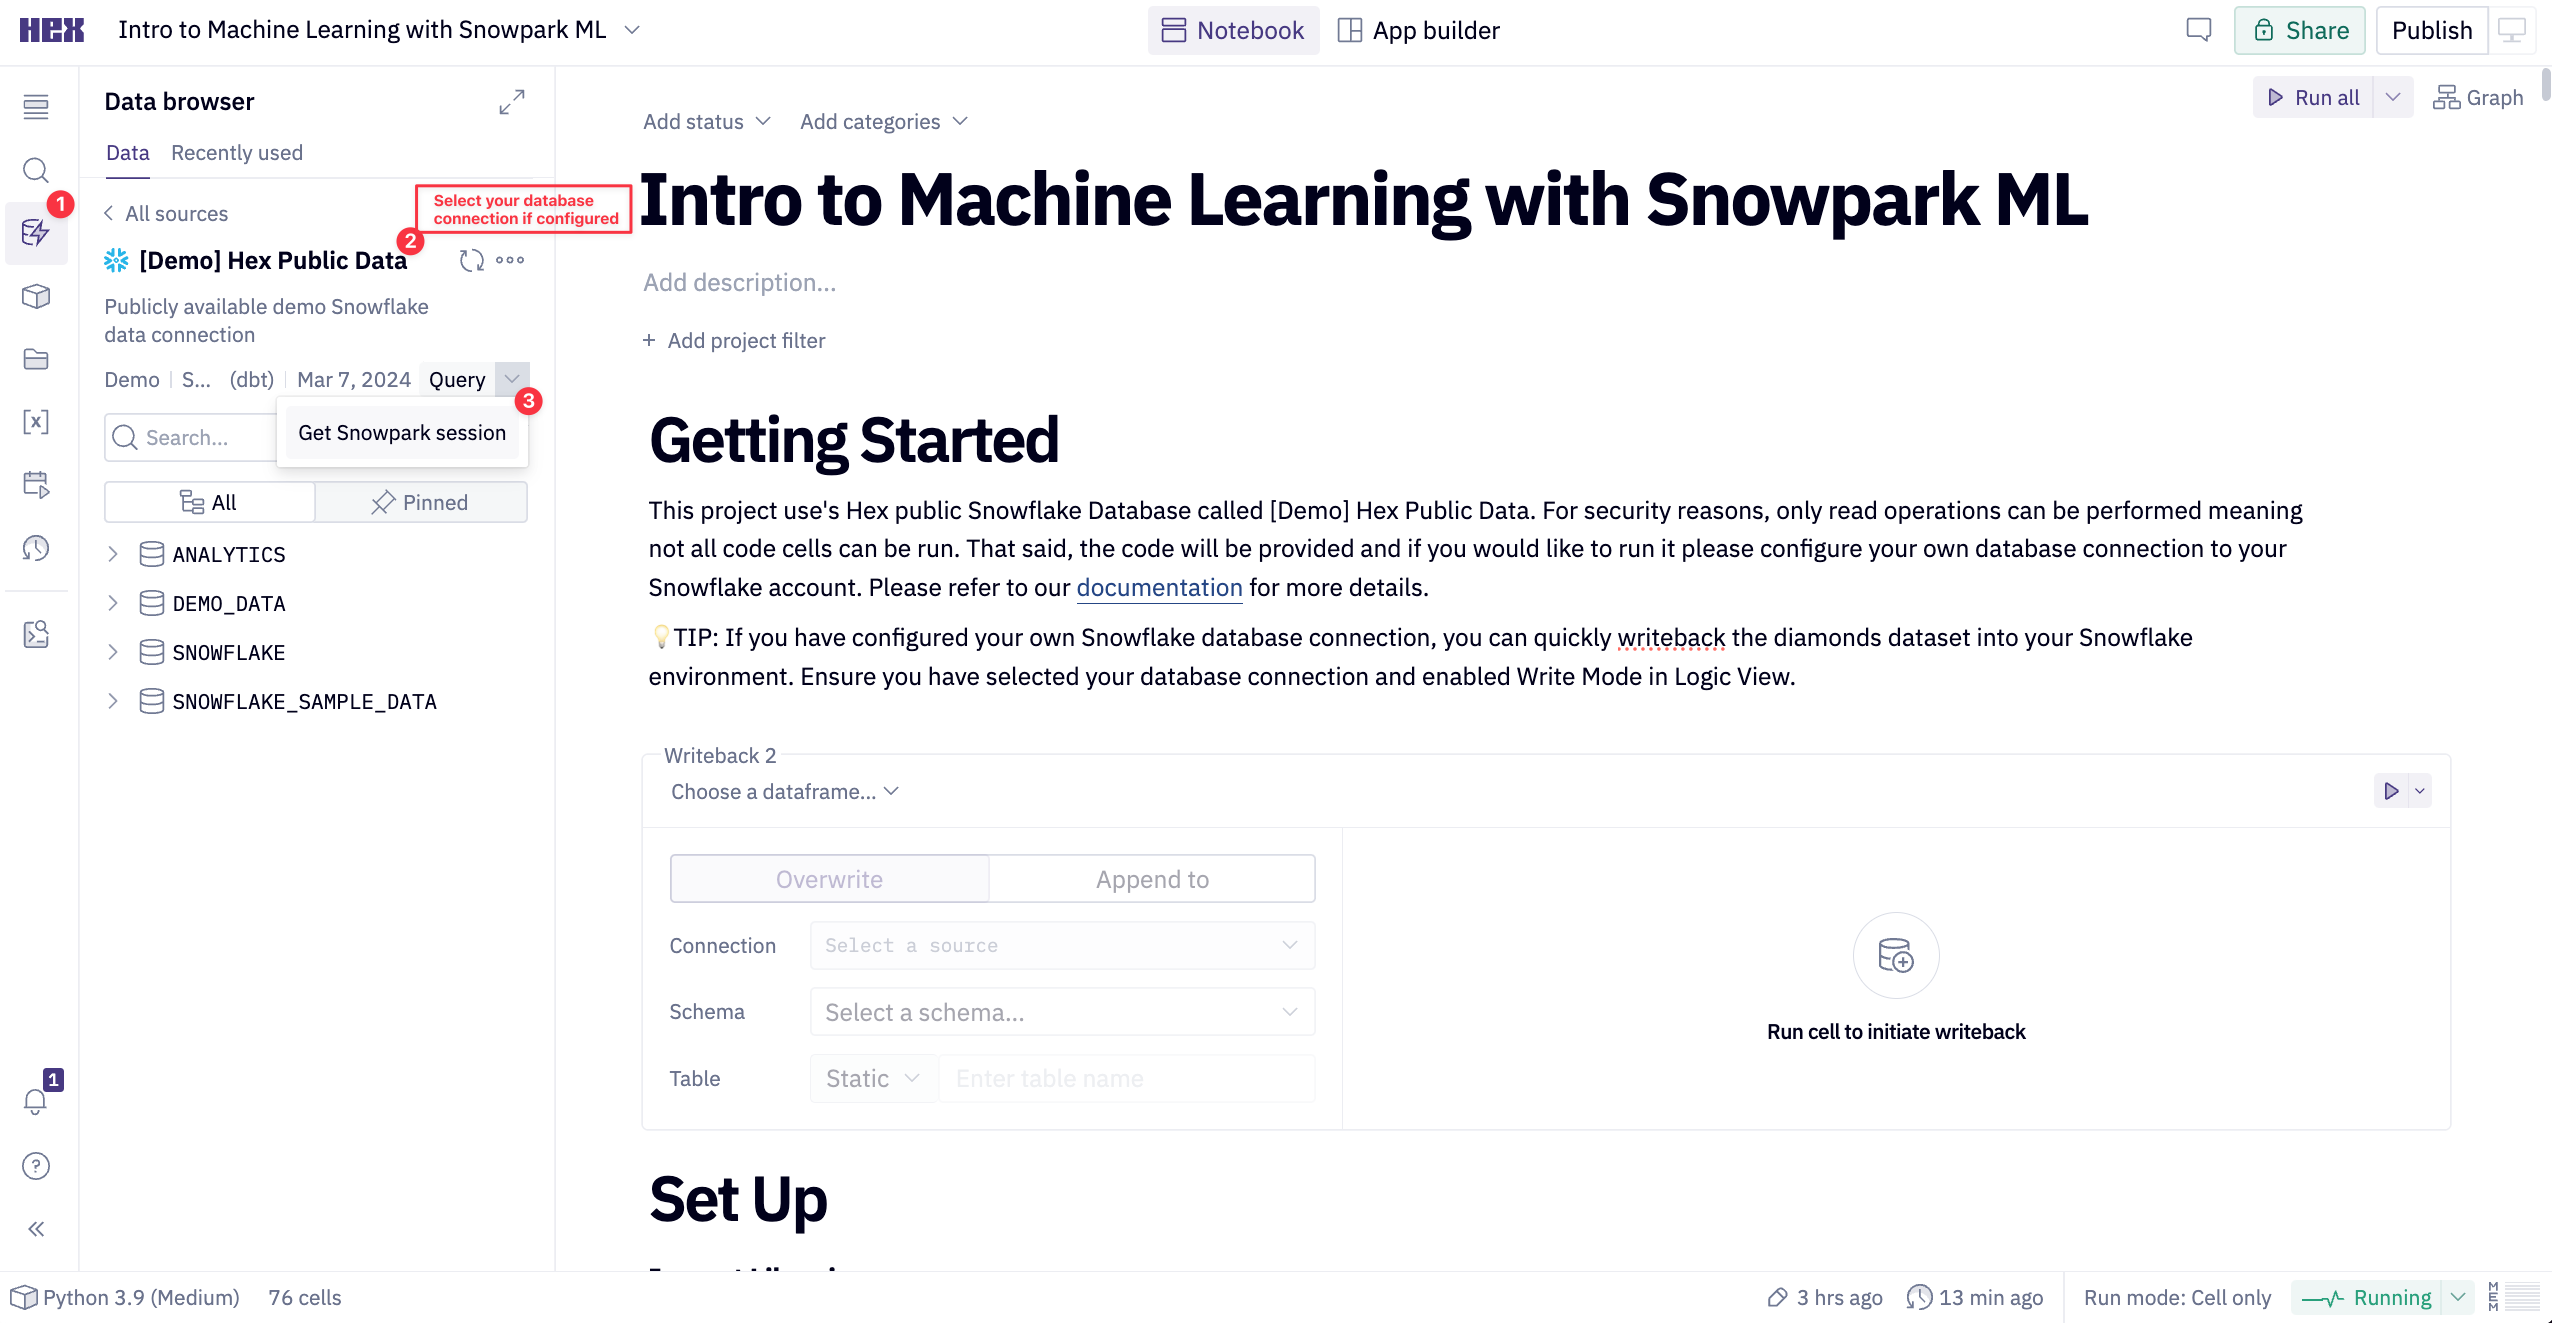 HEX Intro to Machine Learning with Snowpark ML
Notebook App builder
Share Publish
Data browser
Data Recently used
1
All sources
Select your database
connection if configured
2
[Demo] Hex Public Data
Publicly available demo Snowflake
data connection
Demo S... (dbt) Mar 7, 2024 Query
3
Search...
Get Snowpark session
All Pinned
ANALYTICS
DEMO_DATA
SNOWFLAKE
SNOWFLAKE_SAMPLE_DATA
1
Run all Graph
Add status Add categories
Intro to Machine Learning with Snowpark ML
Add description...
+ Add project filter
Getting Started
This project use's Hex public Snowflake Database called [Demo] Hex Public Data. For security reasons, only read operations can be performed meaning
not all code cells can be run. That said, the code will be provided and if you would like to run it please configure your own database connection to your
Snowflake account. Please refer to our documentation for more details.
💡TIP: If you have configured your own Snowflake database connection, you can quickly writeback the diamonds dataset into your Snowflake
environment. Ensure you have selected your database connection and enabled Write Mode in Logic View.
Writeback 2
Choose a dataframe...
Overwrite Append to
Connection Select a source
Schema Select a schema...
Table Static Enter table name
Run cell to initiate writeback
Set Up
Python 3.9 (Medium) 76 cells
3 hrs ago 13 min ago Run mode: Cell only Running MEM